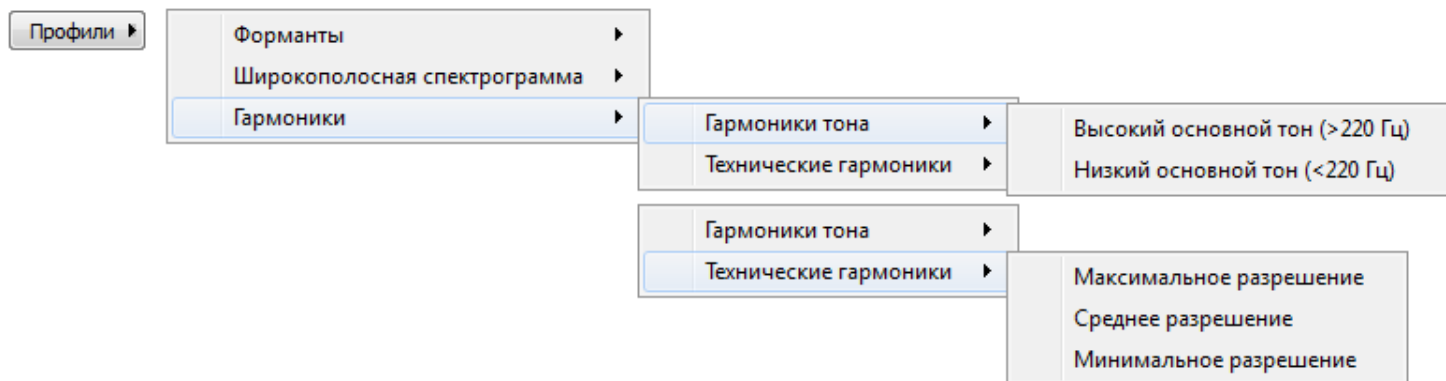 Профили
Форманты
Широкополосная спектрограмма
Гармоники
Гармоники тона
Технические гармоники
Высокий основной тон (>220 Гц)
Низкий основной тон (<220 Гц)
Гармоники тона
Технические гармоники
Максимальное разрешение
Среднее разрешение
Минимальное разрешение